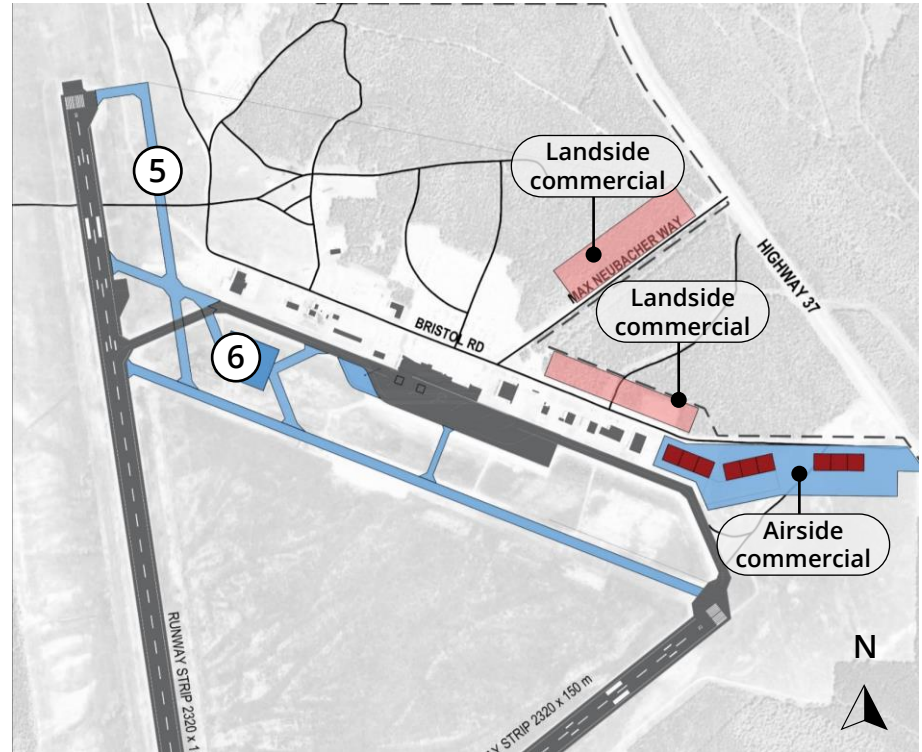 Landside
commercial
5
MAX NEUBACHER WAY
HIGHWAY 37
Landside
commercial
BRISTOL RD
6
Airside
commercial
RUNWAY STRIP 2320 x 1
STRIP 2320 x 150 m
N